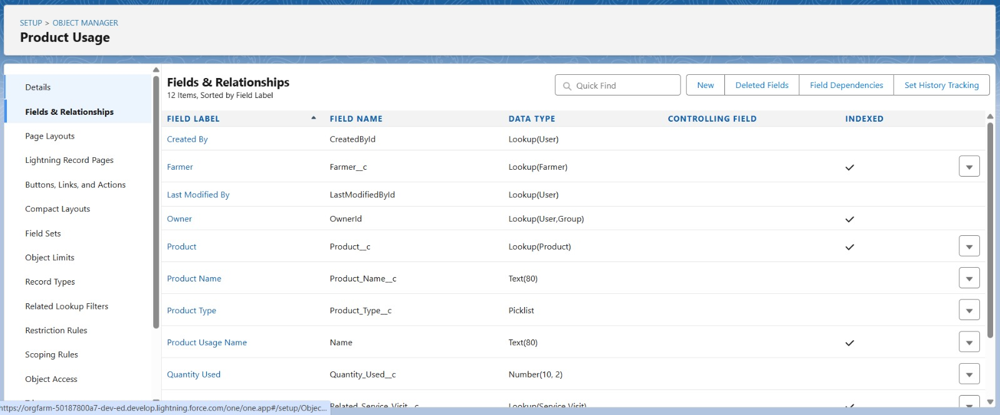 SETUP > OBJECT MANAGER
Product Usage
Details
Fields & Relationships
Page Layouts
Lightning Record Pages
Buttons, Links, and Actions
Compact Layouts
Field Sets
Object Limits
Record Types
Related Lookup Filters
Restriction Rules
Scoping Rules
Object Access
Fields & Relationships
12 Items, Sorted by Field Label
Quick Find
New
Deleted Fields
Field Dependencies
Set History Tracking
FIELD LABEL FIELD NAME DATA TYPE CONTROLLING FIELD INDEXED
Created By CreatedById Lookup(User)
Farmer Farmer__c Lookup(Farmer)
Last Modified By LastModifiedById Lookup(User)
Owner OwnerId Lookup(User,Group)
Product Product__c Lookup(Product)
Product Name Product_Name__c Text(80)
Product Type Product_Type__c Picklist
Product Usage Name Name Text(80)
Quantity Used Quantity_Used__c Number(10, 2)
Related_Service_Visit__c Lookup(Service Visit)
https://orgfarm-50187800a7-dev-ed.develop.lightning.force.com/one/one.app#/setup/Objec...